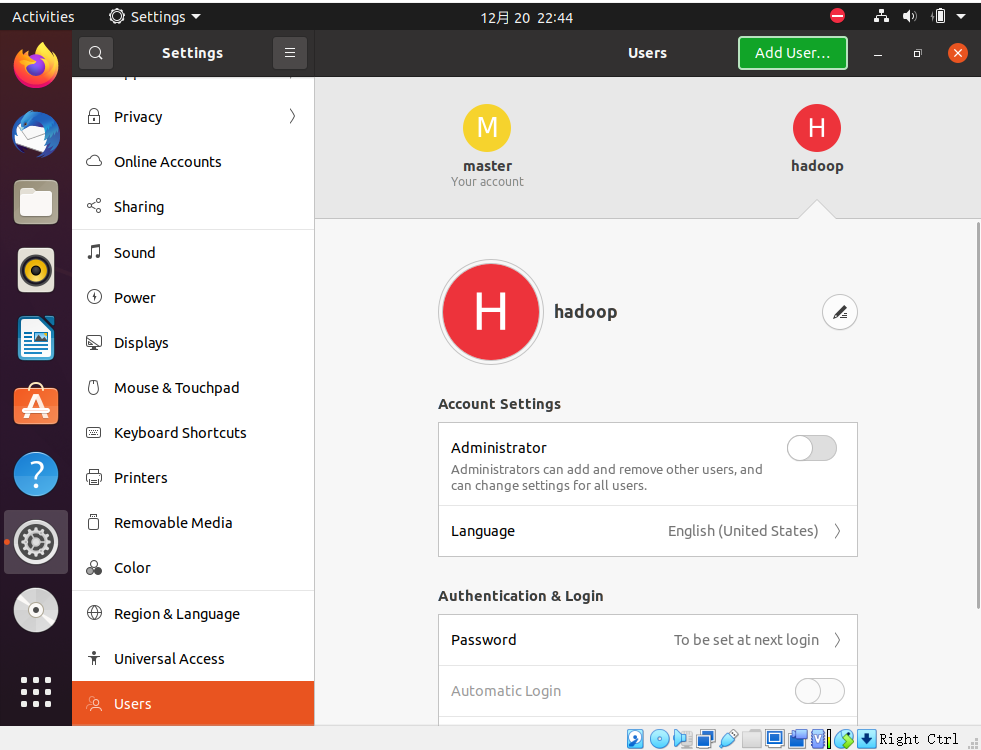 Activities
Settings
12月 20 22:44
Settings
Users
Add User…
Privacy
Online Accounts
Sharing
Sound
Power
Displays
Mouse & Touchpad
Keyboard Shortcuts
Printers
Removable Media
Color
Region & Language
Universal Access
Users
M
master
Your account
H
hadoop
H
hadoop
Account Settings
Administrator
Administrators can add and remove other users, and
can change settings for all users.
Language
English (United States)
Authentication & Login
Password
To be set at next login
Automatic Login
Right Ctrl